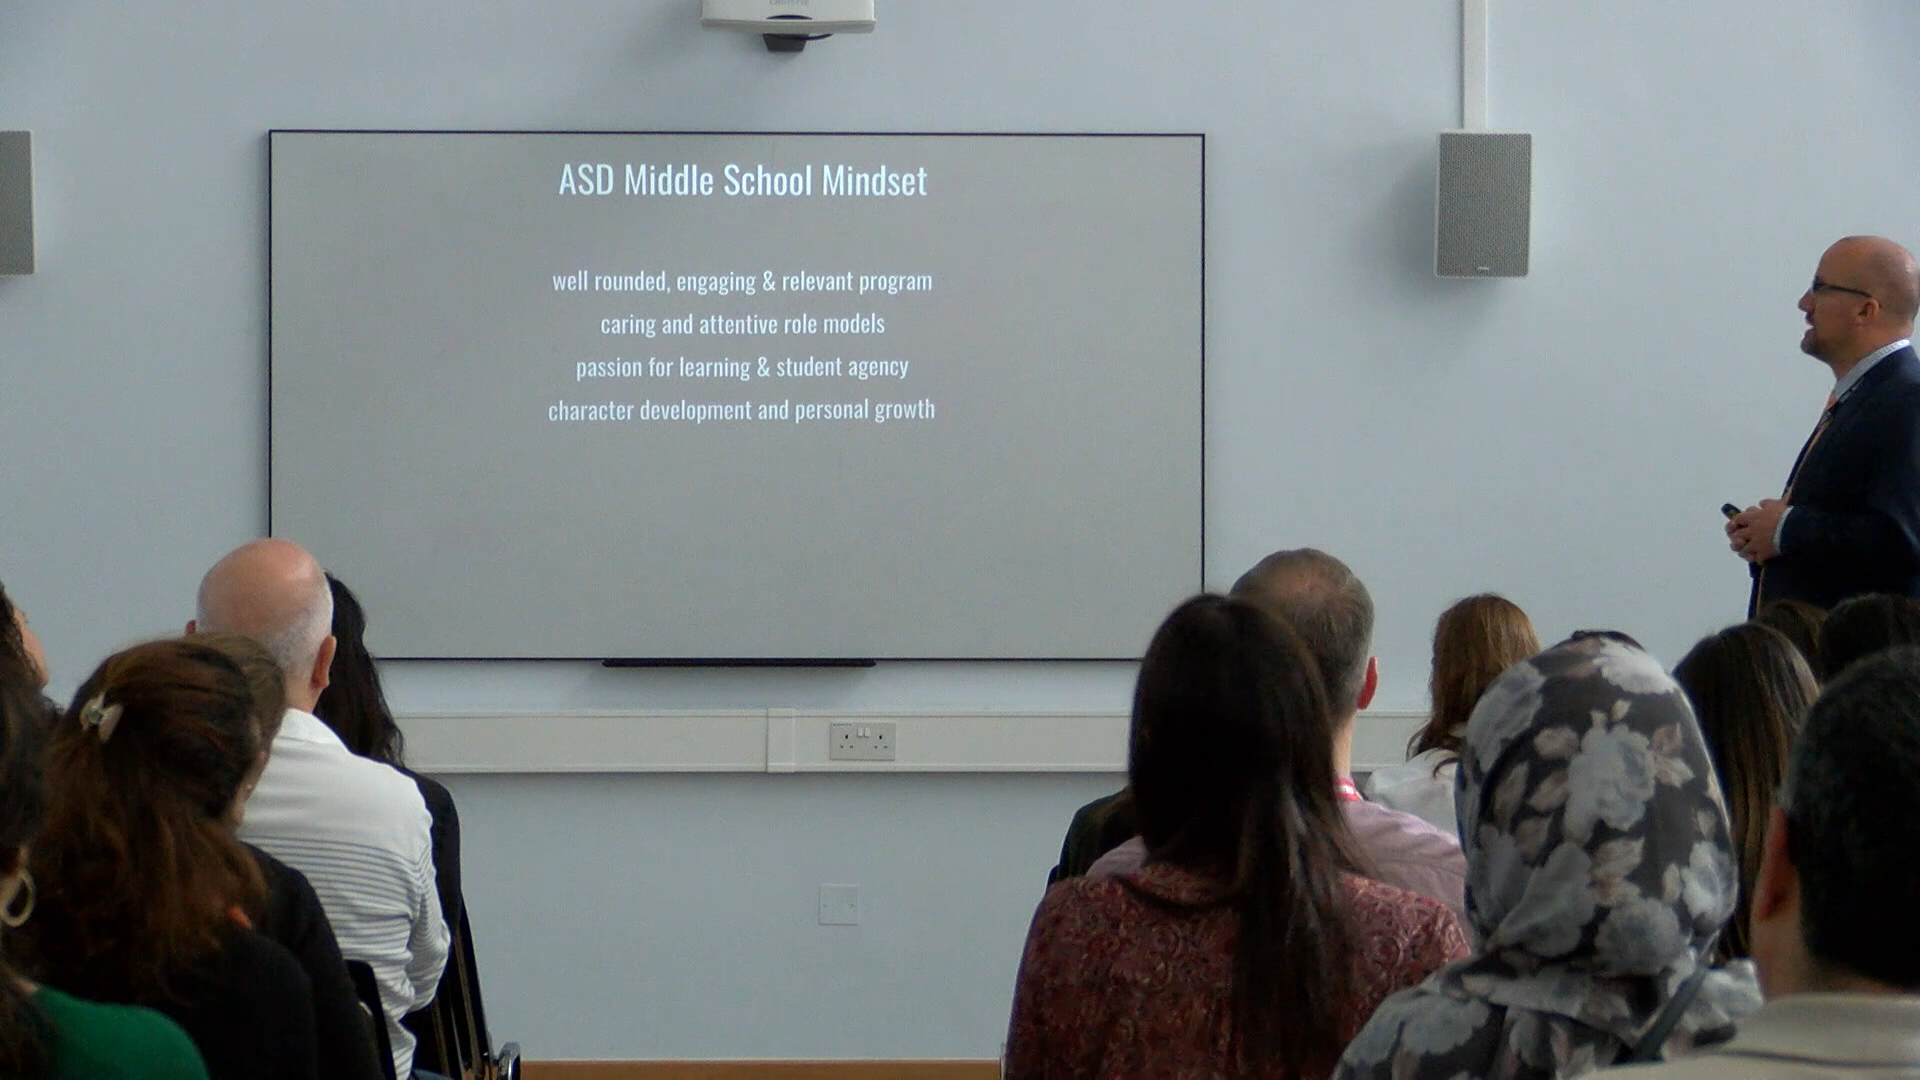 CHRISTIE
ASD Middle School Mindset
well rounded, engaging & relevant program
caring and attentive role models
passion for learning & student agency
character development and personal growth